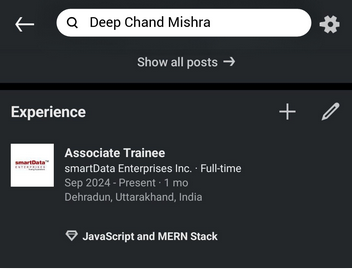 Deep Chand Mishra
Show all posts →
Experience
smartData™
ENTERPRISES
Associate Trainee
smartData Enterprises Inc. · Full-time
Sep 2024 - Present · 1 mo
Dehradun, Uttarakhand, India
JavaScript and MERN Stack